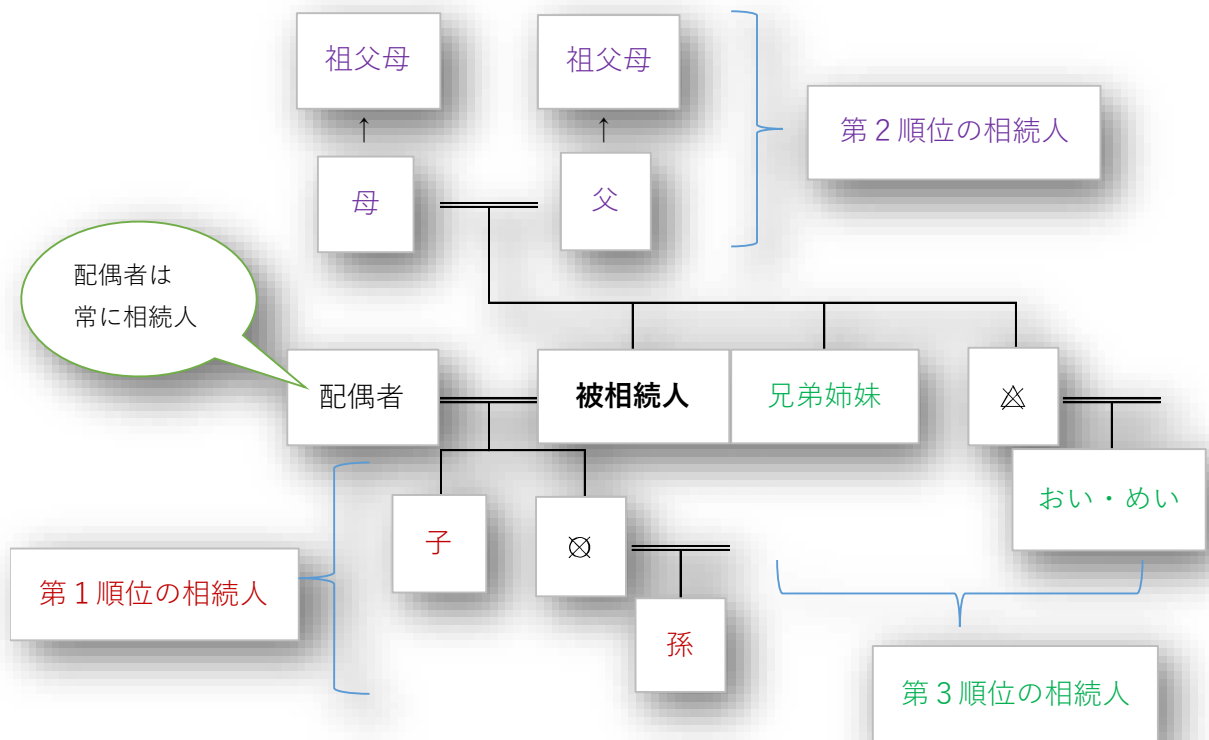 祖父母
祖父母
↑
↑
第２順位の相続人
母
父
配偶者は
常に相続人
配偶者
被相続人
兄弟姉妹
おい・めい
子
第１順位の相続人
孫
第３順位の相続人